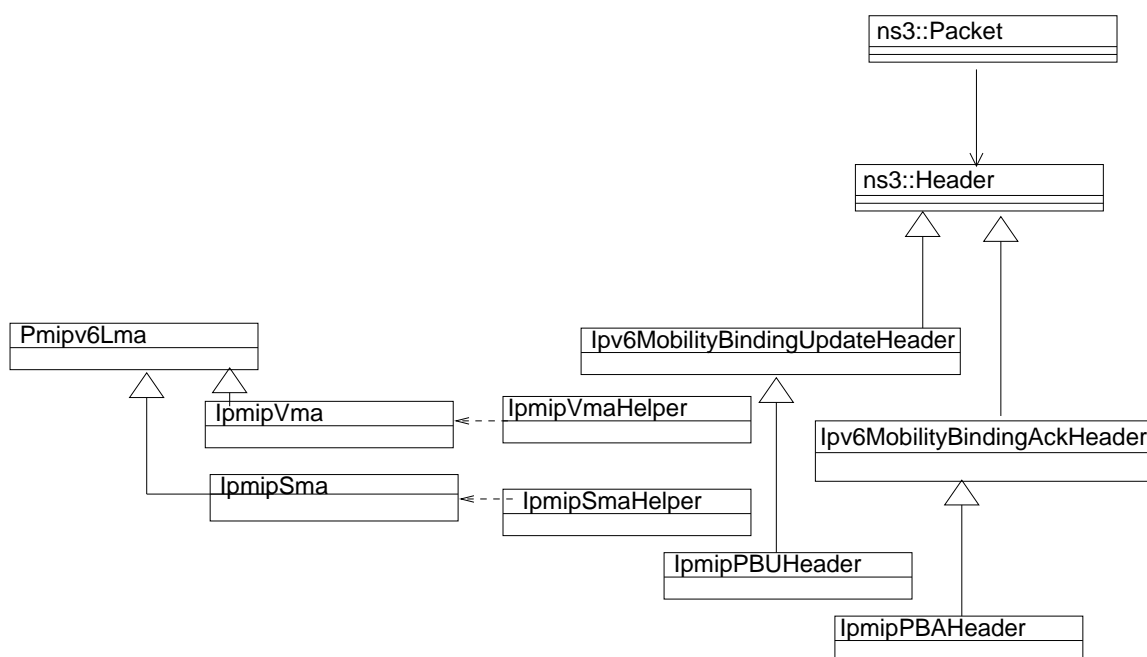 ns3::Packet
ns3::Header
Pmipv6Lma
Ipv6MobilityBindingUpdateHeader
IpmipVma
IpmipVmaHelper
Ipv6MobilityBindingAckHeader
IpmipSma
IpmipSmaHelper
IpmipPBUHeader
IpmipPBAHeader